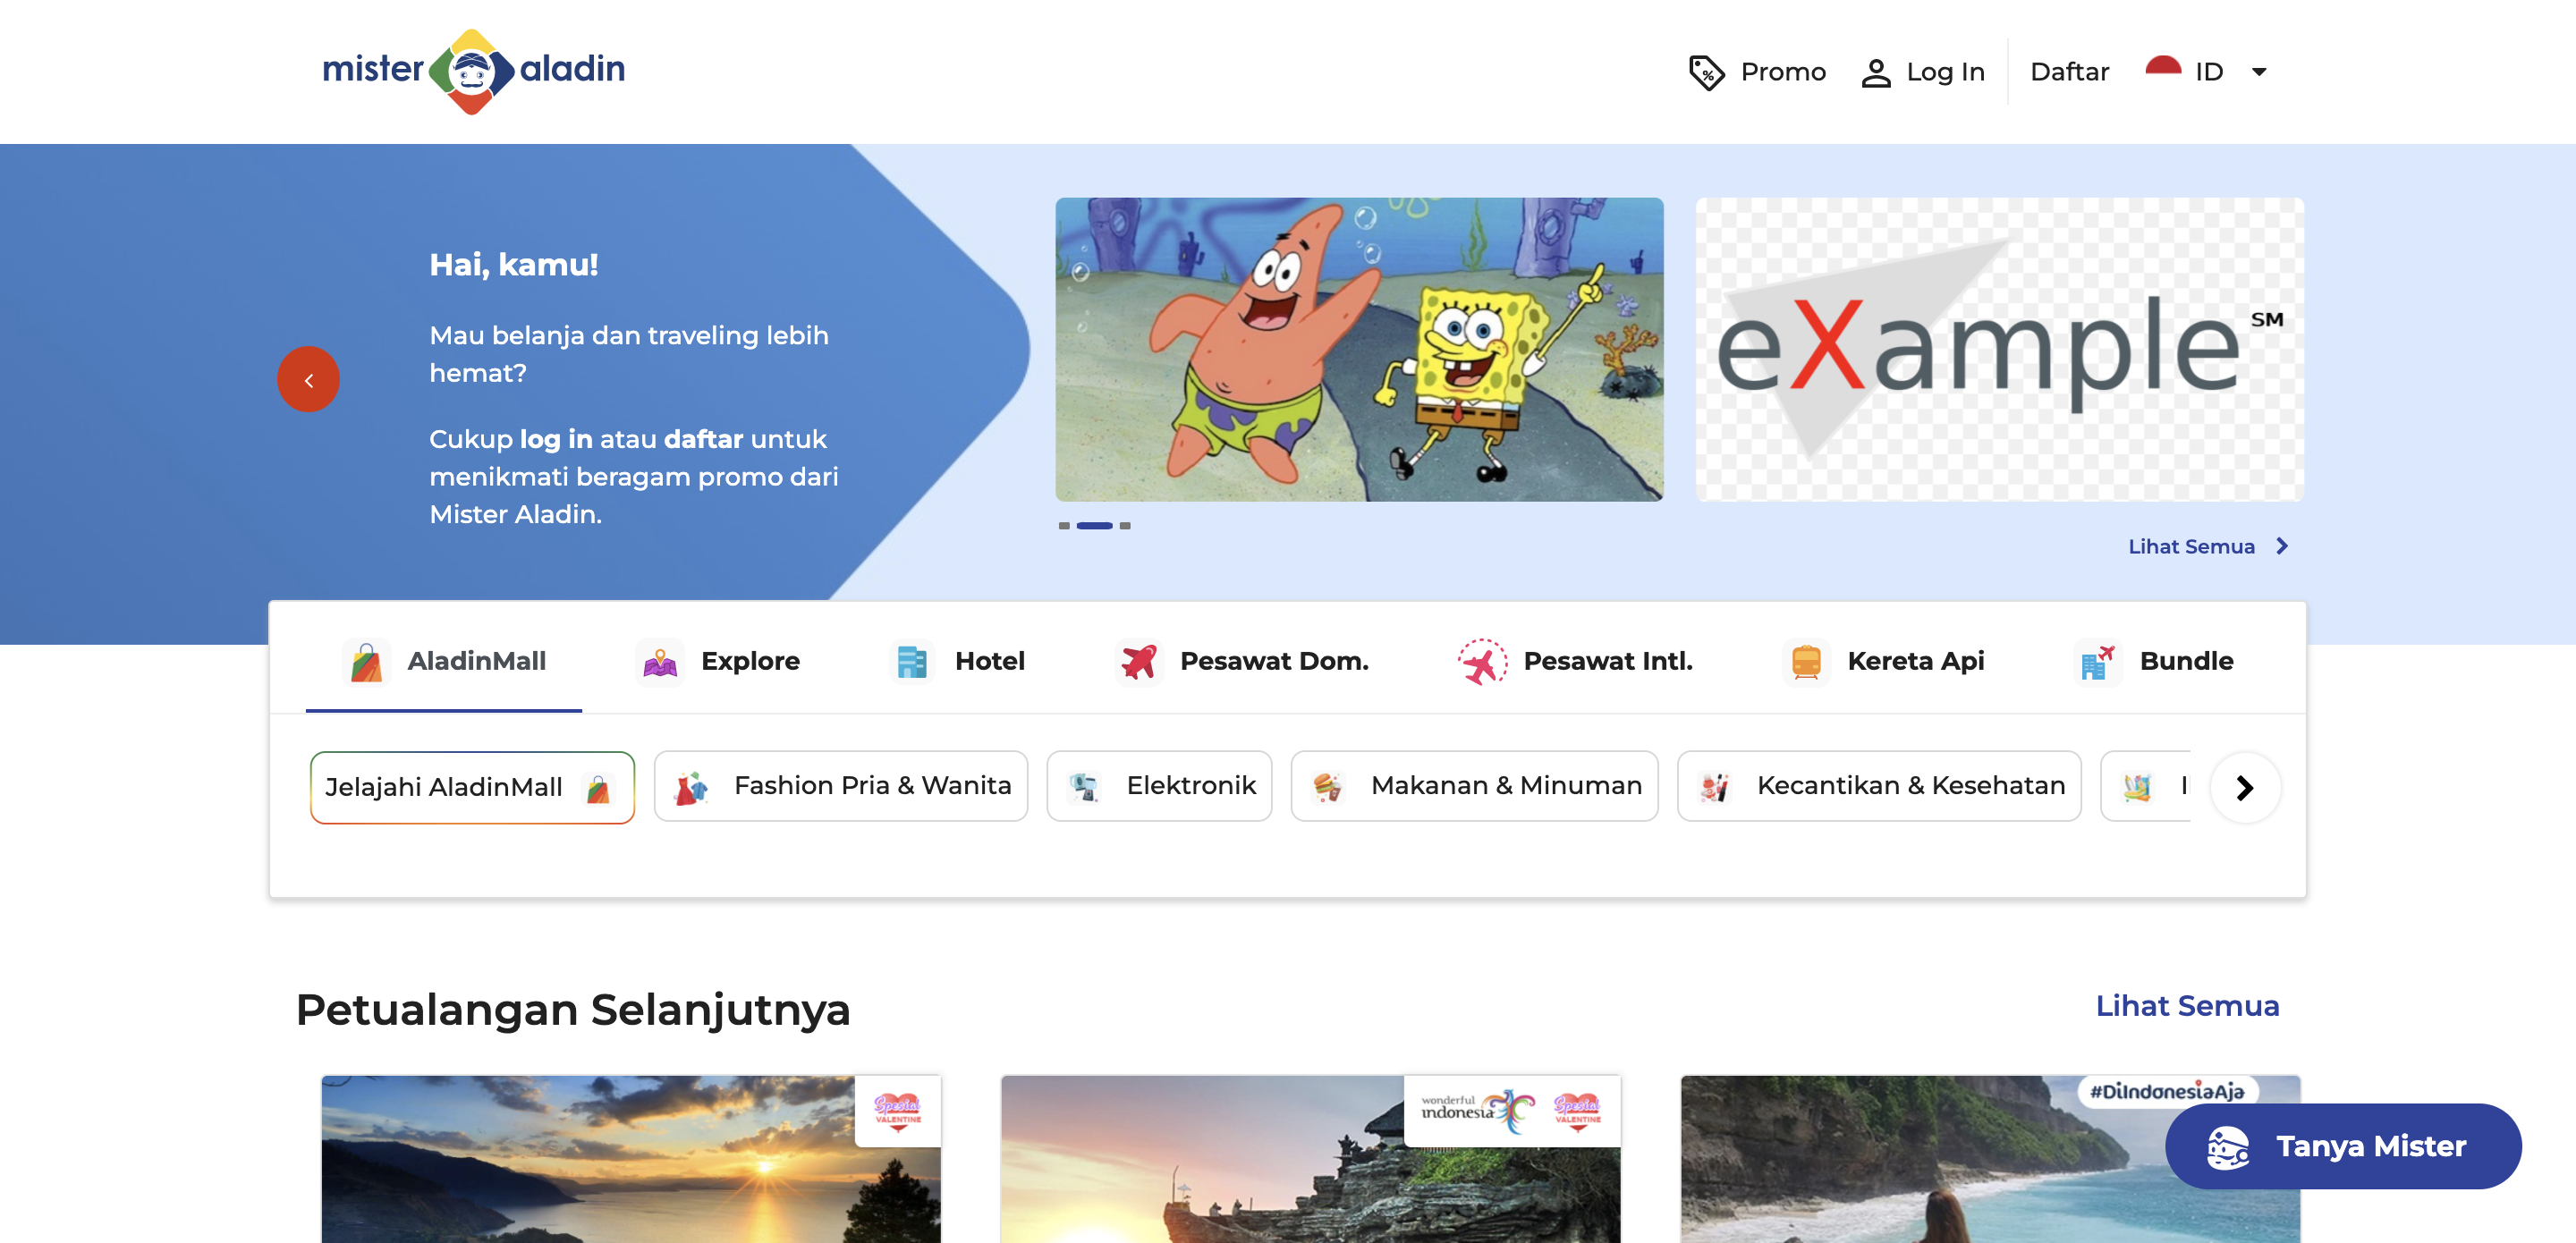 mister aladin
Promo
Log In
Daftar
ID
Hai, kamu!
Mau belanja dan traveling lebih
hemat?
Cukup log in atau daftar untuk
menikmati beragam promo dari
Mister Aladin.
eXample SM
Lihat Semua
AladinMall
Explore
Hotel
Pesawat Dom.
Pesawat Intl.
Kereta Api
Bundle
Jelajahi AladinMall
Fashion Pria & Wanita
Elektronik
Makanan & Minuman
Kecantikan & Kesehatan
Petualangan Selanjutnya
Lihat Semua
Spesial
VALENTINE
wonderful
indonesia
Spesial
VALENTINE
#DiIndonesiaAja
Tanya Mister